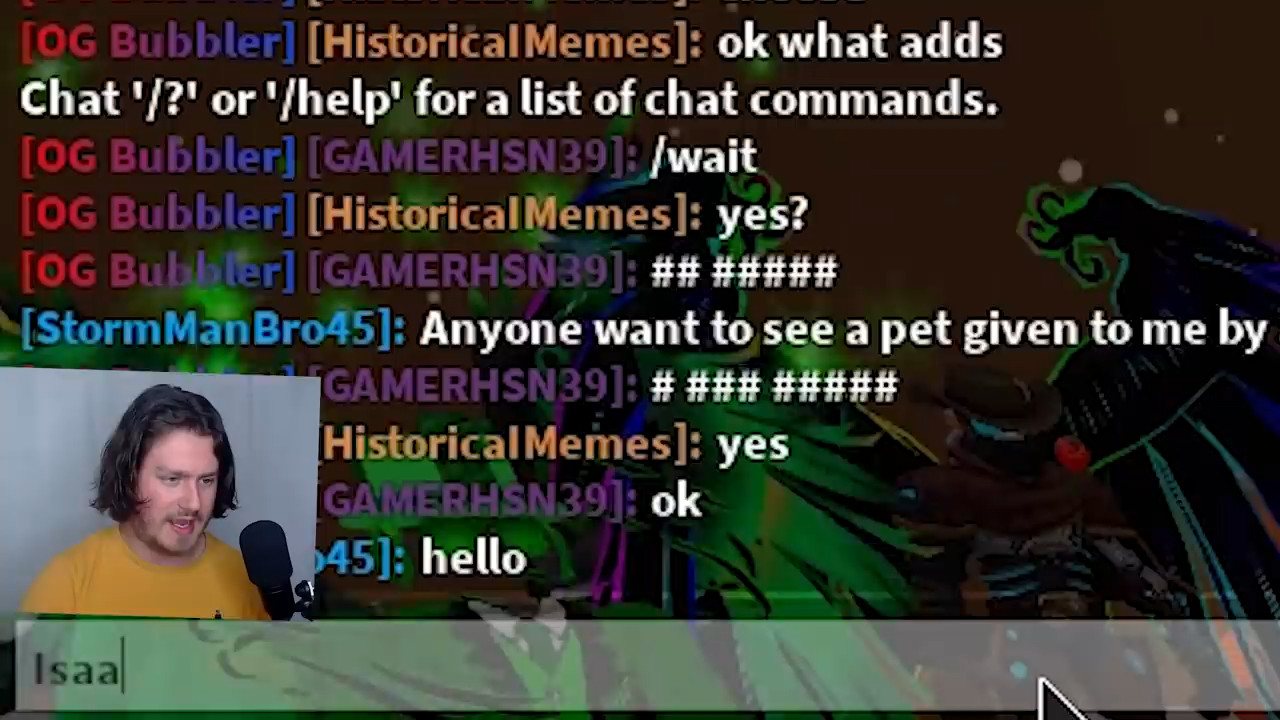 [OG Bubbler] [HistoricalMemes]: ok what adds
Chat '/?' or '/help' for a list of chat commands.
[OG Bubbler] [GAMERHSN39]: /wait
[OG Bubbler] [HistoricalMemes]: yes?
[OG Bubbler] [GAMERHSN39]: ## #####
[StormManBro45]: Anyone want to see a pet given to me by
[GAMERHSN39]: # ### #####
[HistoricalMemes]: yes
[GAMERHSN39]: ok
o45]: hello
Isaa